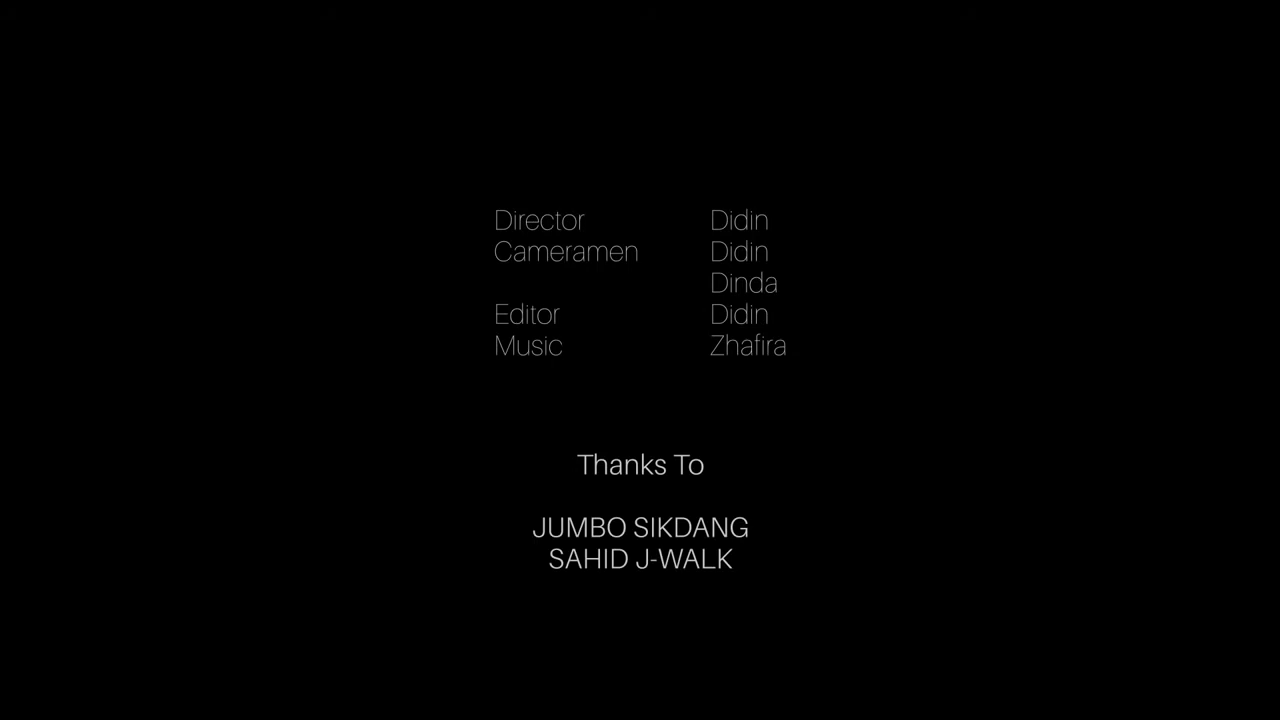 Director Didin
Cameramen Didin
Dinda
Editor Didin
Music Zhafira
Thanks To
JUMBO SIKDANG
SAHID J-WALK